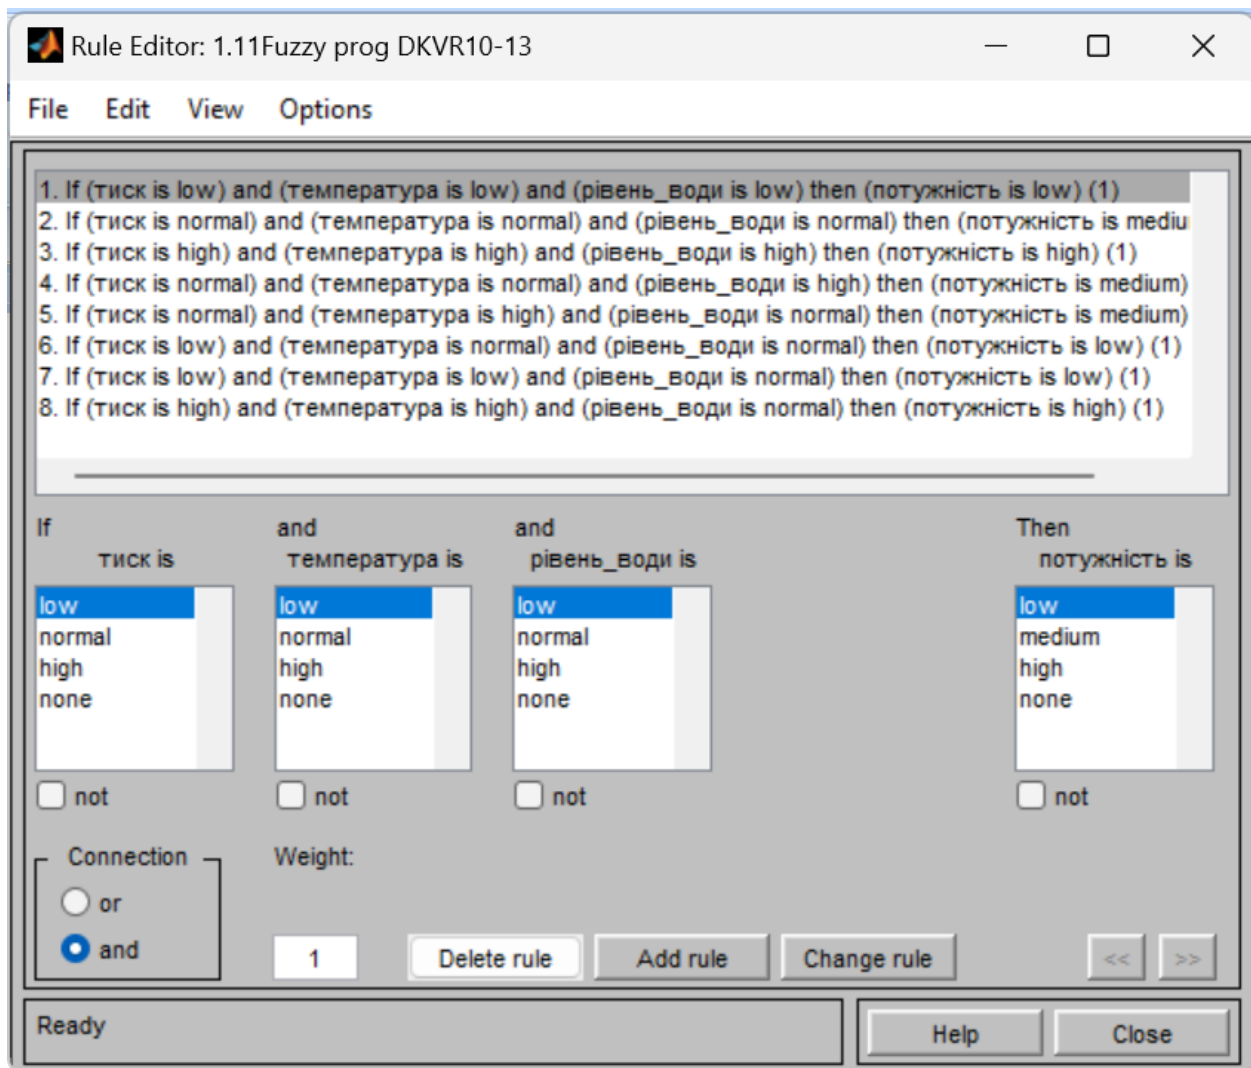 Rule Editor: 1.11Fuzzy prog DKVR10-13
File Edit View Options
1. If (тиск is low) and (температура is low) and (рівень_води is low) then (потужність is low) (1)
2. If (тиск is normal) and (температура is normal) and (рівень_води is normal) then (потужність is mediu
3. If (тиск is high) and (температура is high) and (рівень_води is high) then (потужність is high) (1)
4. If (тиск is normal) and (температура is normal) and (рівень_води is high) then (потужність is medium)
5. If (тиск is normal) and (температура is high) and (рівень_води is normal) then (потужність is medium)
6. If (тиск is low) and (температура is normal) and (рівень_води is normal) then (потужність is low) (1)
7. If (тиск is low) and (температура is low) and (рівень_води is normal) then (потужність is low) (1)
8. If (тиск is high) and (температура is high) and (рівень_води is normal) then (потужність is high) (1)
If and and Then
тиск is температура is рівень_води is потужність is
low low low low
normal normal normal medium
high high high high
none none none none
not not not not
Connection Weight:
or
and 1 Delete rule Add rule Change rule << >>
Ready Help Close